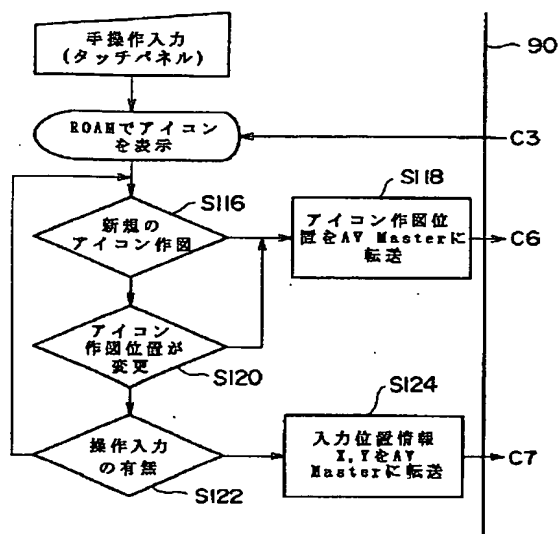 手操作入力
(タッチパネル)
90
ROAMでアイコン
を表示
C3
S116
S118
新規の
アイコン作図
アイコン作図位
置をAV Masterに
転送
C6
アイコン
作図位置が
変更
S120
S124
操作入力
の有無
入力位置情報
X,YをAV
Masterに転送
C7
S122